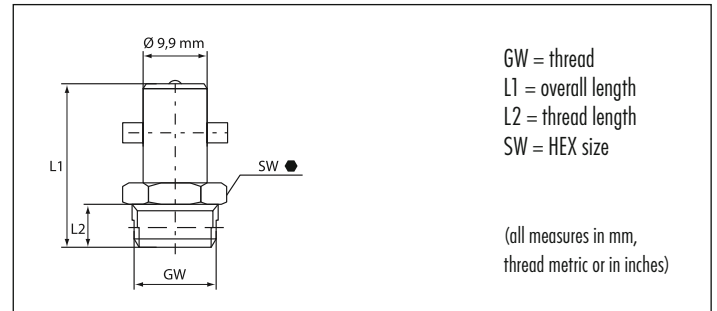 Ø 9,9 mm
L1
SW
L2
GW
GW = thread
L1 = overall length
L2 = thread length
SW = HEX size
(all measures in mm,
thread metric or in inches)